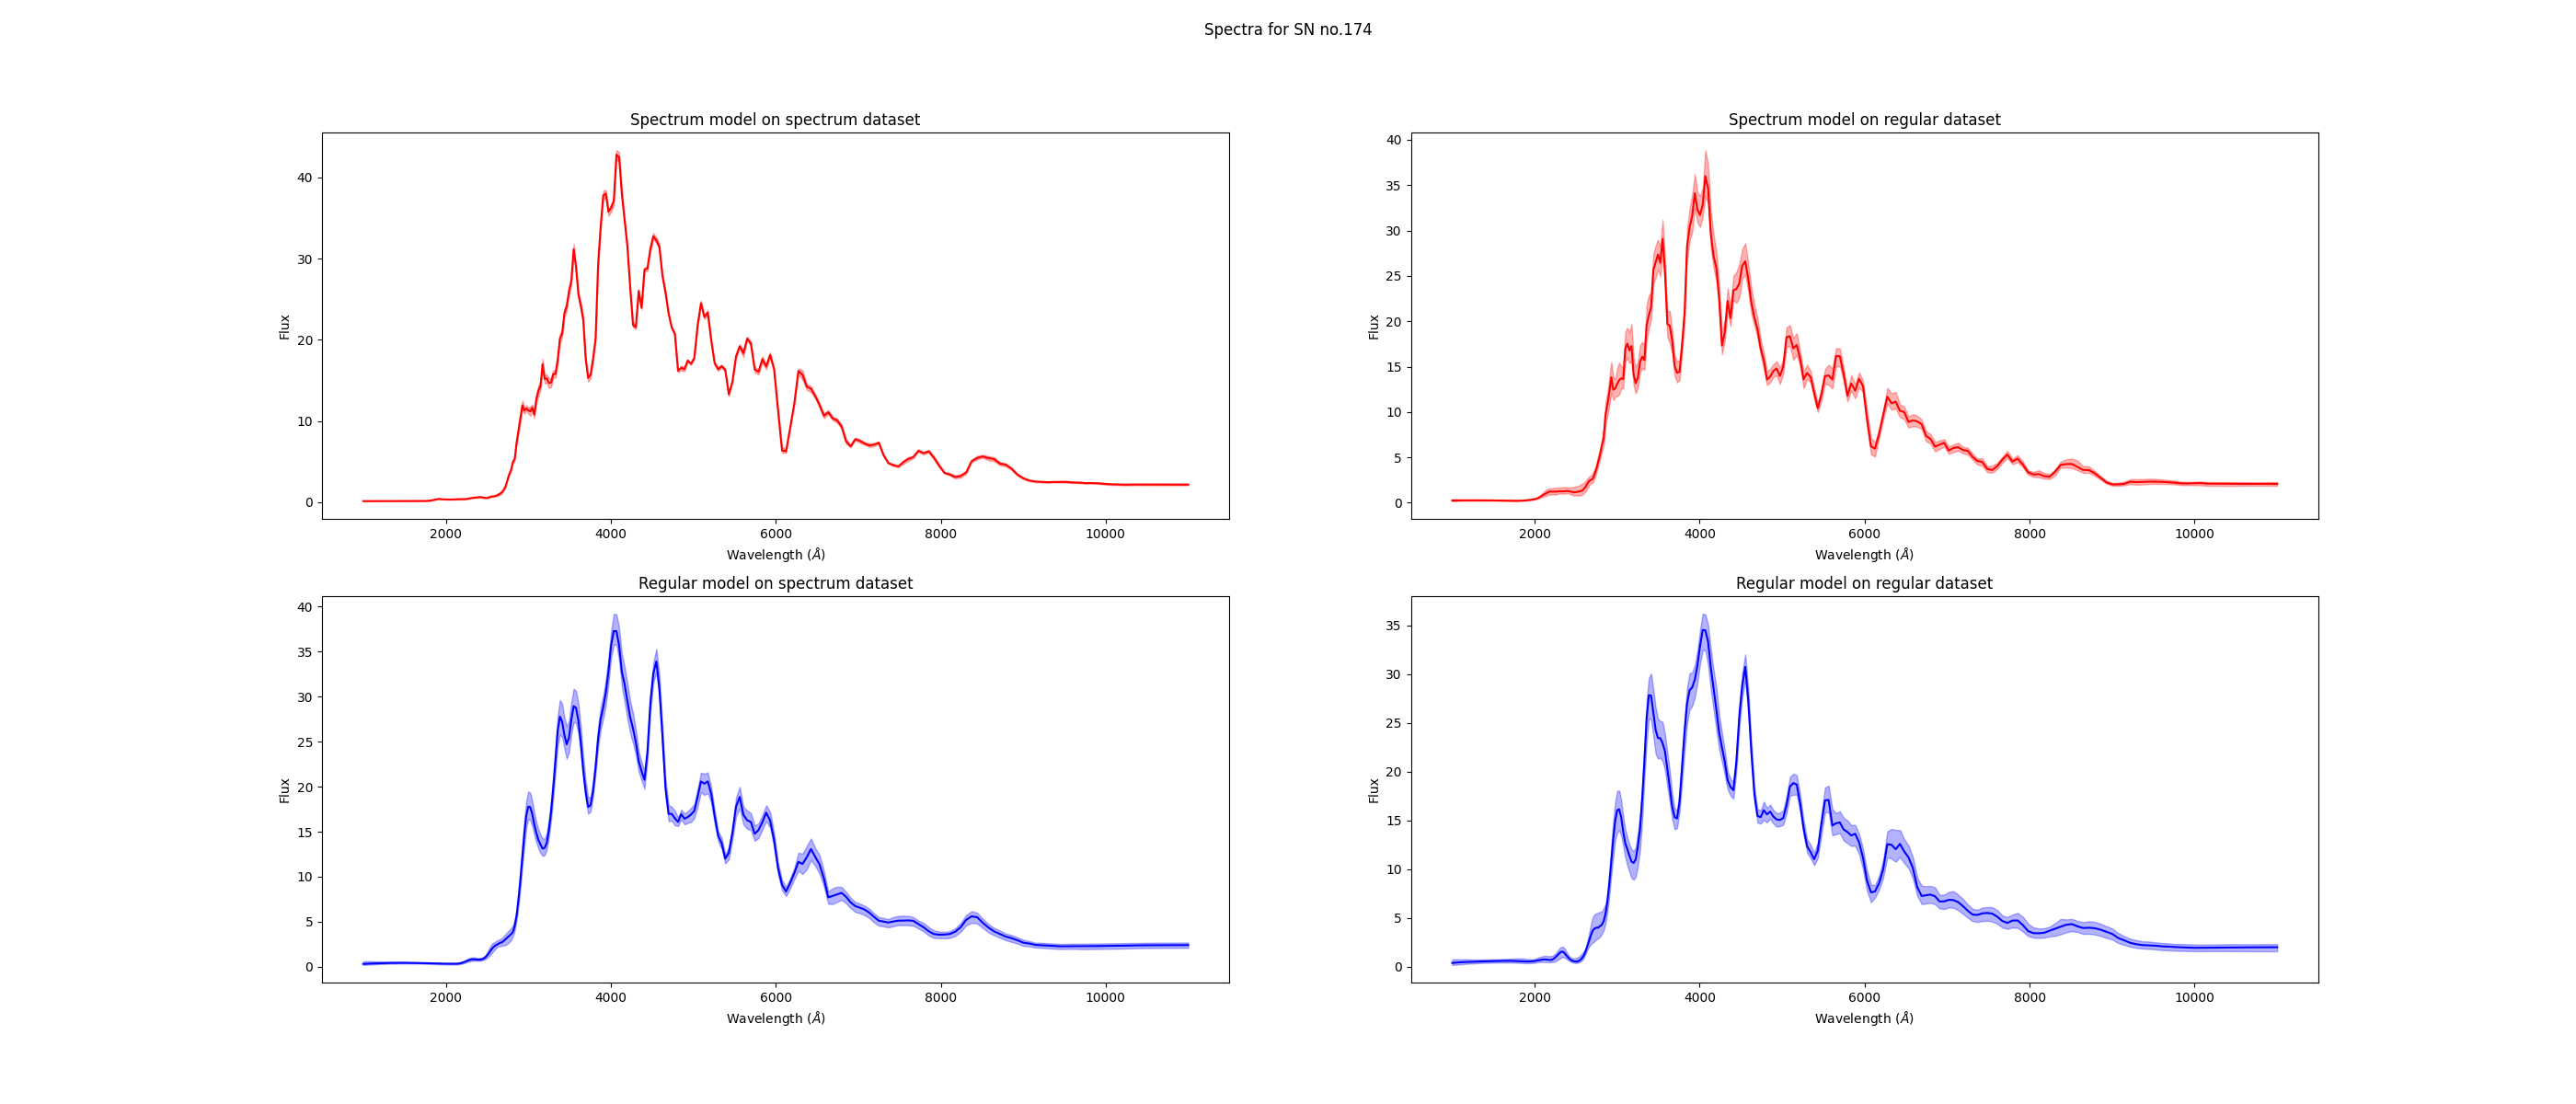 Spectra for SN no.174
Spectrum model on spectrum dataset
40
30
20
10
0
Flux
2000 4000 6000 8000 10000
Wavelength (Å)
Spectrum model on regular dataset
40
35
30
25
20
15
10
5
0
Flux
2000 4000 6000 8000 10000
Wavelength (Å)
Regular model on spectrum dataset
40
35
30
25
20
15
10
5
0
Flux
2000 4000 6000 8000 10000
Wavelength (Å)
Regular model on regular dataset
35
30
25
20
15
10
5
0
Flux
2000 4000 6000 8000 10000
Wavelength (Å)